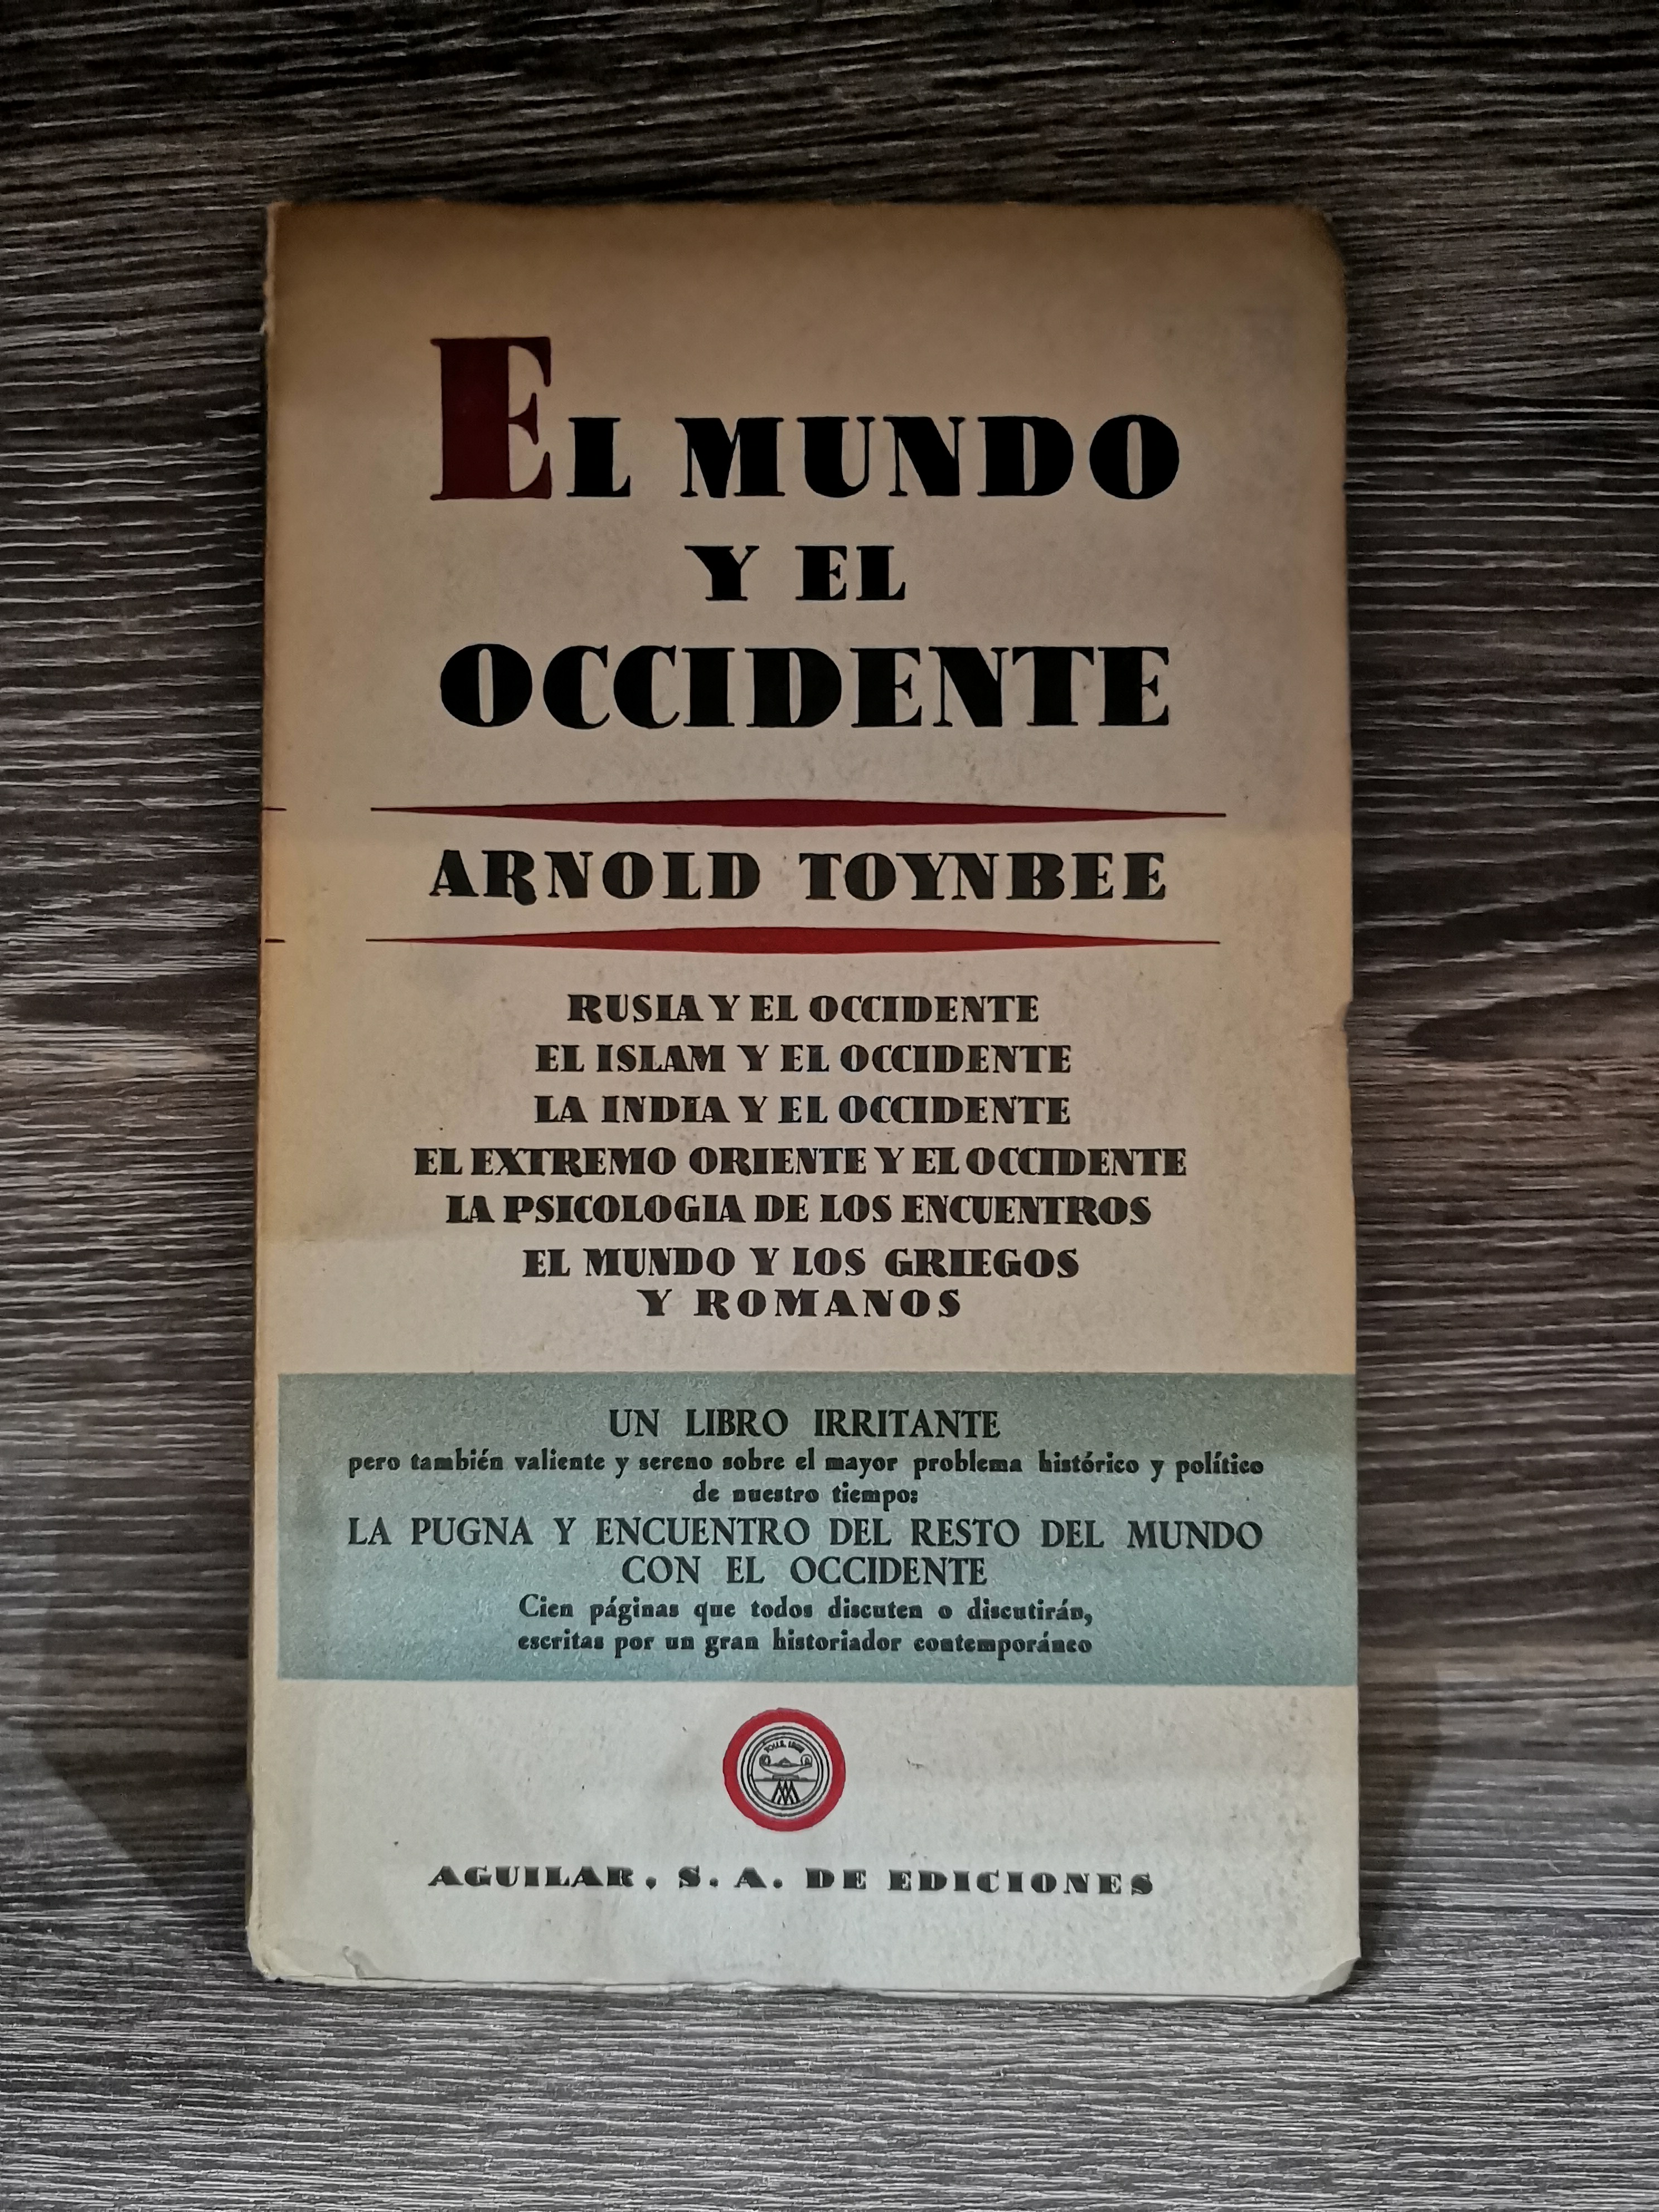 EL MUNDO
Y EL
OCCIDENTE
ARNOLD TOYNBEE
RUSIA Y EL OCCIDENTE
EL ISLAM Y EL OCCIDENTE
LA INDIA Y EL OCCIDENTE
EL EXTREMO ORIENTE Y EL OCCIDENTE
LA PSICOLOGIA DE LOS ENCUENTROS
EL MUNDO Y LOS GRIEGOS
Y ROMANOS
UN LIBRO IRRITANTE
pero también valiente y sereno sobre el mayor problema histórico y político
de nuestro tiempo:
LA PUGNA Y ENCUENTRO DEL RESTO DEL MUNDO
CON EL OCCIDENTE
Cien páginas que todos discuten o discutirán,
escritas por un gran historiador contemporáneo
AGUILAR, S. A. DE EDICIONES